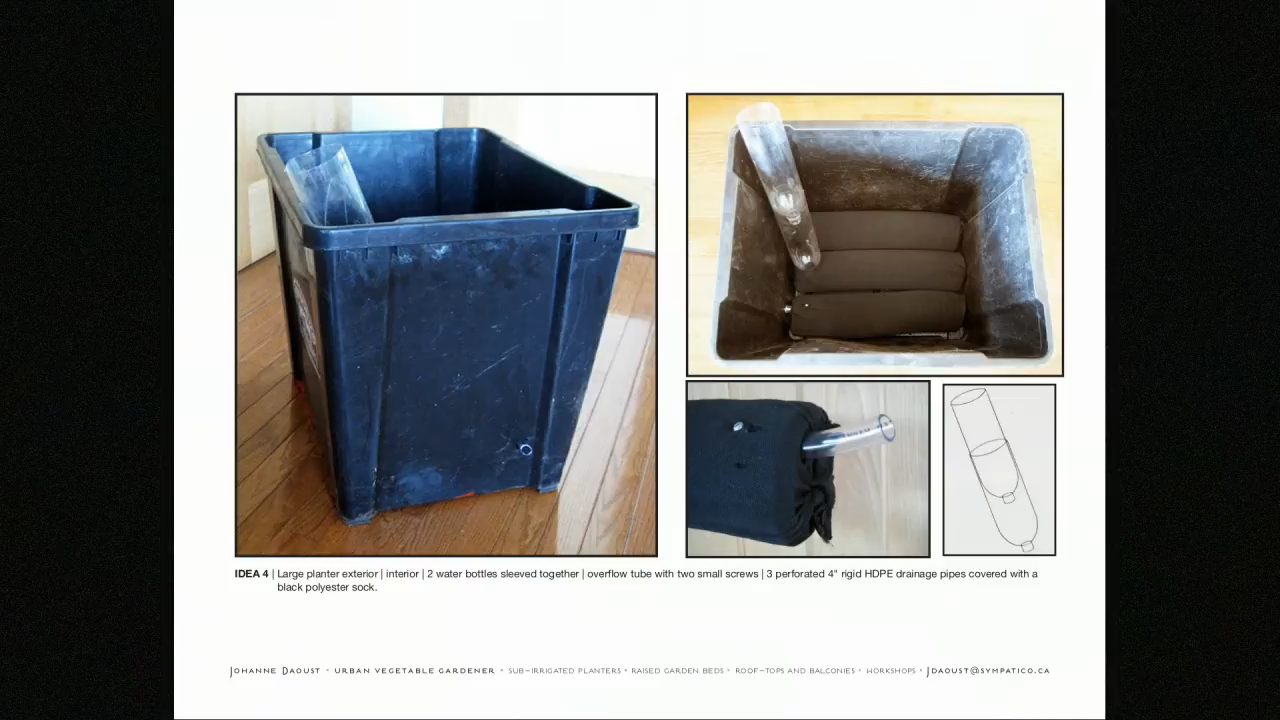 IDEA 4 | Large planter exterior | interior | 2 water bottles sleeved together | overflow tube with two small screws | 3 perforated 4" rigid HDPE drainage pipes covered with a
black polyester sock.
JOHANNE DAOUST • URBAN VEGETABLE GARDENER • SUB-IRRIGATED PLANTERS • RAISED GARDEN BEDS • ROOF-TOPS AND BALCONIES • WORKSHOPS • JDAOUST@SYMPATICO.CA